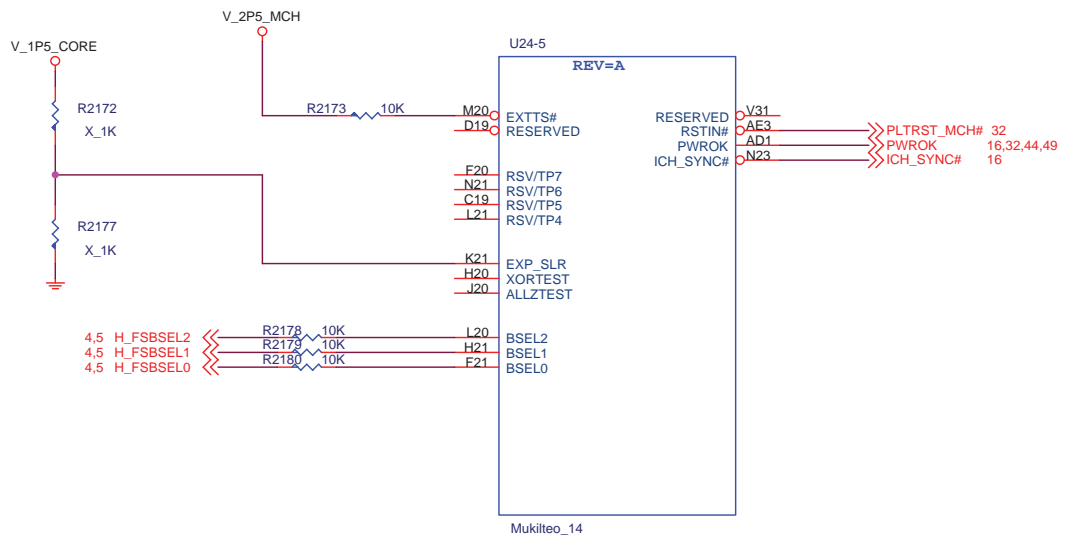 V_2P5_MCH
V_1P5_CORE
U24-5
REV=A
R2172
X_1K
R2173 10K
M20 EXTTS#
D19 RESERVED
RESERVED V31
RSTIN# AE3 PLTRST_MCH# 32
PWROK AD1 PWROK 16,32,44,49
ICH_SYNC# N23 ICH_SYNC# 16
F20 RSV/TP7
N21 RSV/TP6
C19 RSV/TP5
L21 RSV/TP4
R2177
X_1K
K21 EXP_SLR
H20 XORTEST
J20 ALLZTEST
4,5 H_FSBSEL2 R2178 10K L20 BSEL2
4,5 H_FSBSEL1 R2179 10K H21 BSEL1
4,5 H_FSBSEL0 R2180 10K F21 BSEL0
Mukilteo_14